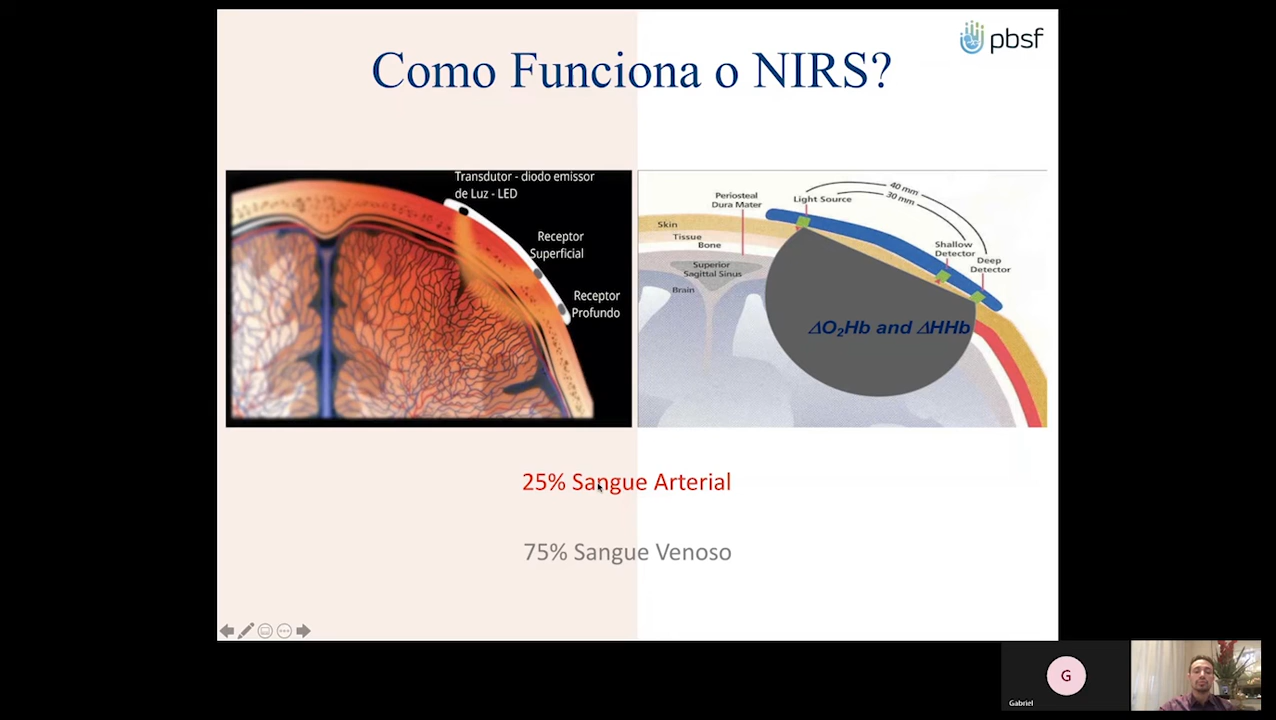 pbsf
Como Funciona o NIRS?
Transdutor - diodo emissor
de Luz - LED
Receptor
Superficial
Receptor
Profundo
Periosteal
Dura Mater
Light Source
40 mm
30 mm
Skin
Tissue
Bone
Superior
Sagittal Sinus
Brain
Shallow
Detector
Deep
Detector
ΔO₂Hb and ΔHHb
25% Sangue Arterial
75% Sangue Venoso
G
Gabriel